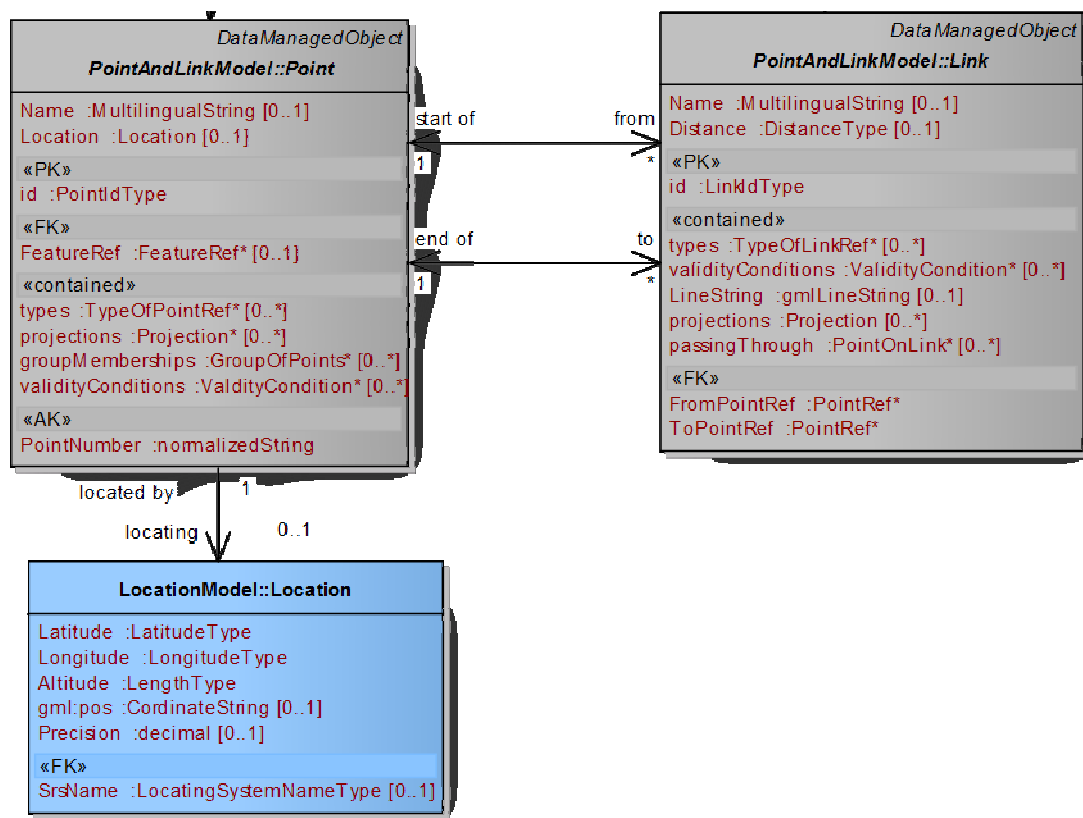 DataManagedObject
PointAndLinkModel::Point
Name :MultilingualString [0..1]
Location :Location [0..1}
«PK»
id :PointIdType
«FK»
FeatureRef :FeatureRef* [0..1}
«contained»
types :TypeOfPointRef* [0..*]
projections :Projection* [0..*]
groupMemberships :GroupOfPoints* [0..*]
validityConditions :ValdityCondition* [0..*]
«AK»
PointNumber :normalizedString
start of
from
1
*
end of
to
1
*
DataManagedObject
PointAndLinkModel::Link
Name :MultilingualString [0..1]
Distance :DistanceType [0..1]
«PK»
id :LinkIdType
«contained»
types :TypeOfLinkRef* [0..*]
validityConditions :ValidityCondition* [0..*]
LineString :gmlLineString [0..1]
projections :Projection [0..*]
passingThrough :PointOnLink* [0..*]
«FK»
FromPointRef :PointRef*
ToPointRef :PointRef*
located by
1
locating
0..1
LocationModel::Location
Latitude :LatitudeType
Longitude :LongitudeType
Altitude :LengthType
gml:pos :CordinateString [0..1]
Precision :decimal [0..1]
«FK»
SrsName :LocatingSystemNameType [0..1]